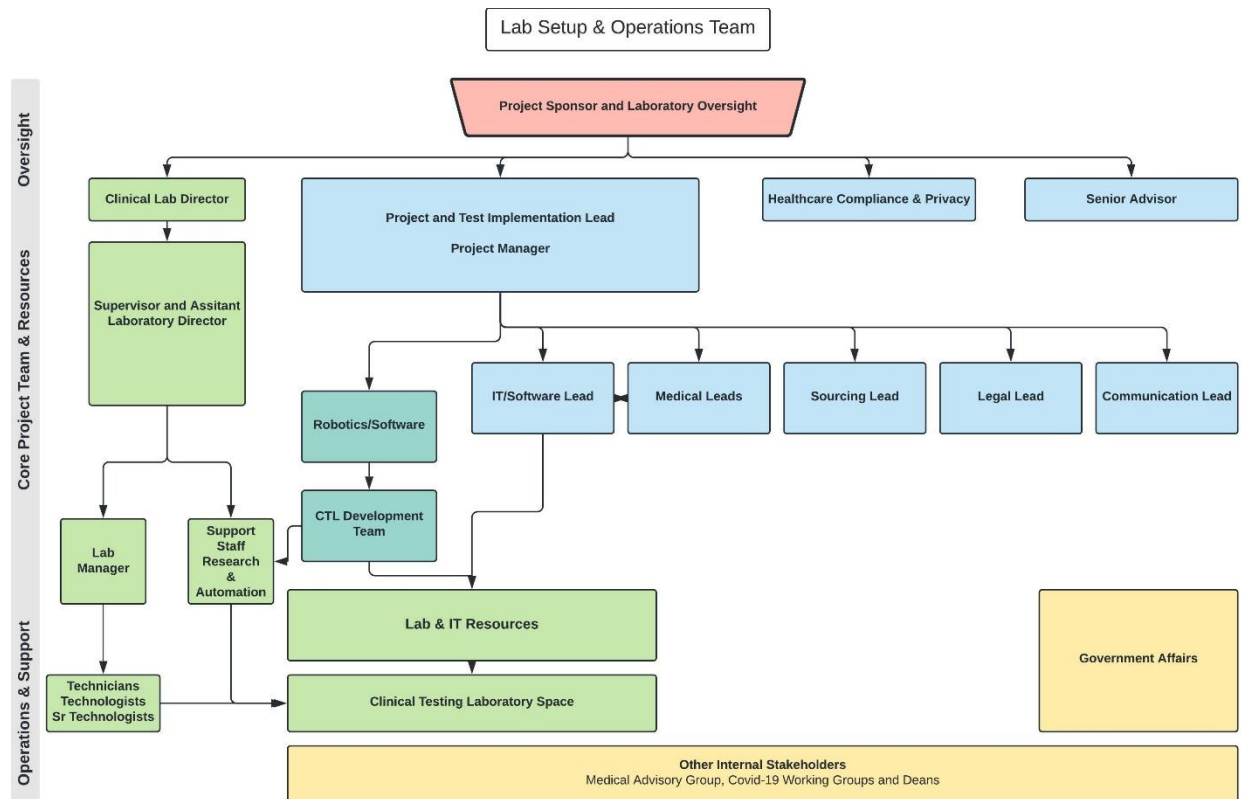 Lab Setup & Operations Team
Oversight
Project Sponsor and Laboratory Oversight
Clinical Lab Director
Project and Test Implementation Lead
Project Manager
Healthcare Compliance & Privacy
Senior Advisor
Core Project Team & Resources
Supervisor and Assitant
Laboratory Director
Robotics/Software
IT/Software Lead
Medical Leads
Sourcing Lead
Legal Lead
Communication Lead
Lab
Manager
Support
Staff
Research
&
Automation
CTL Development
Team
Operations & Support
Lab & IT Resources
Government Affairs
Technicians
Technologists
Sr Technologists
Clinical Testing Laboratory Space
Other Internal Stakeholders
Medical Advisory Group, Covid-19 Working Groups and Deans